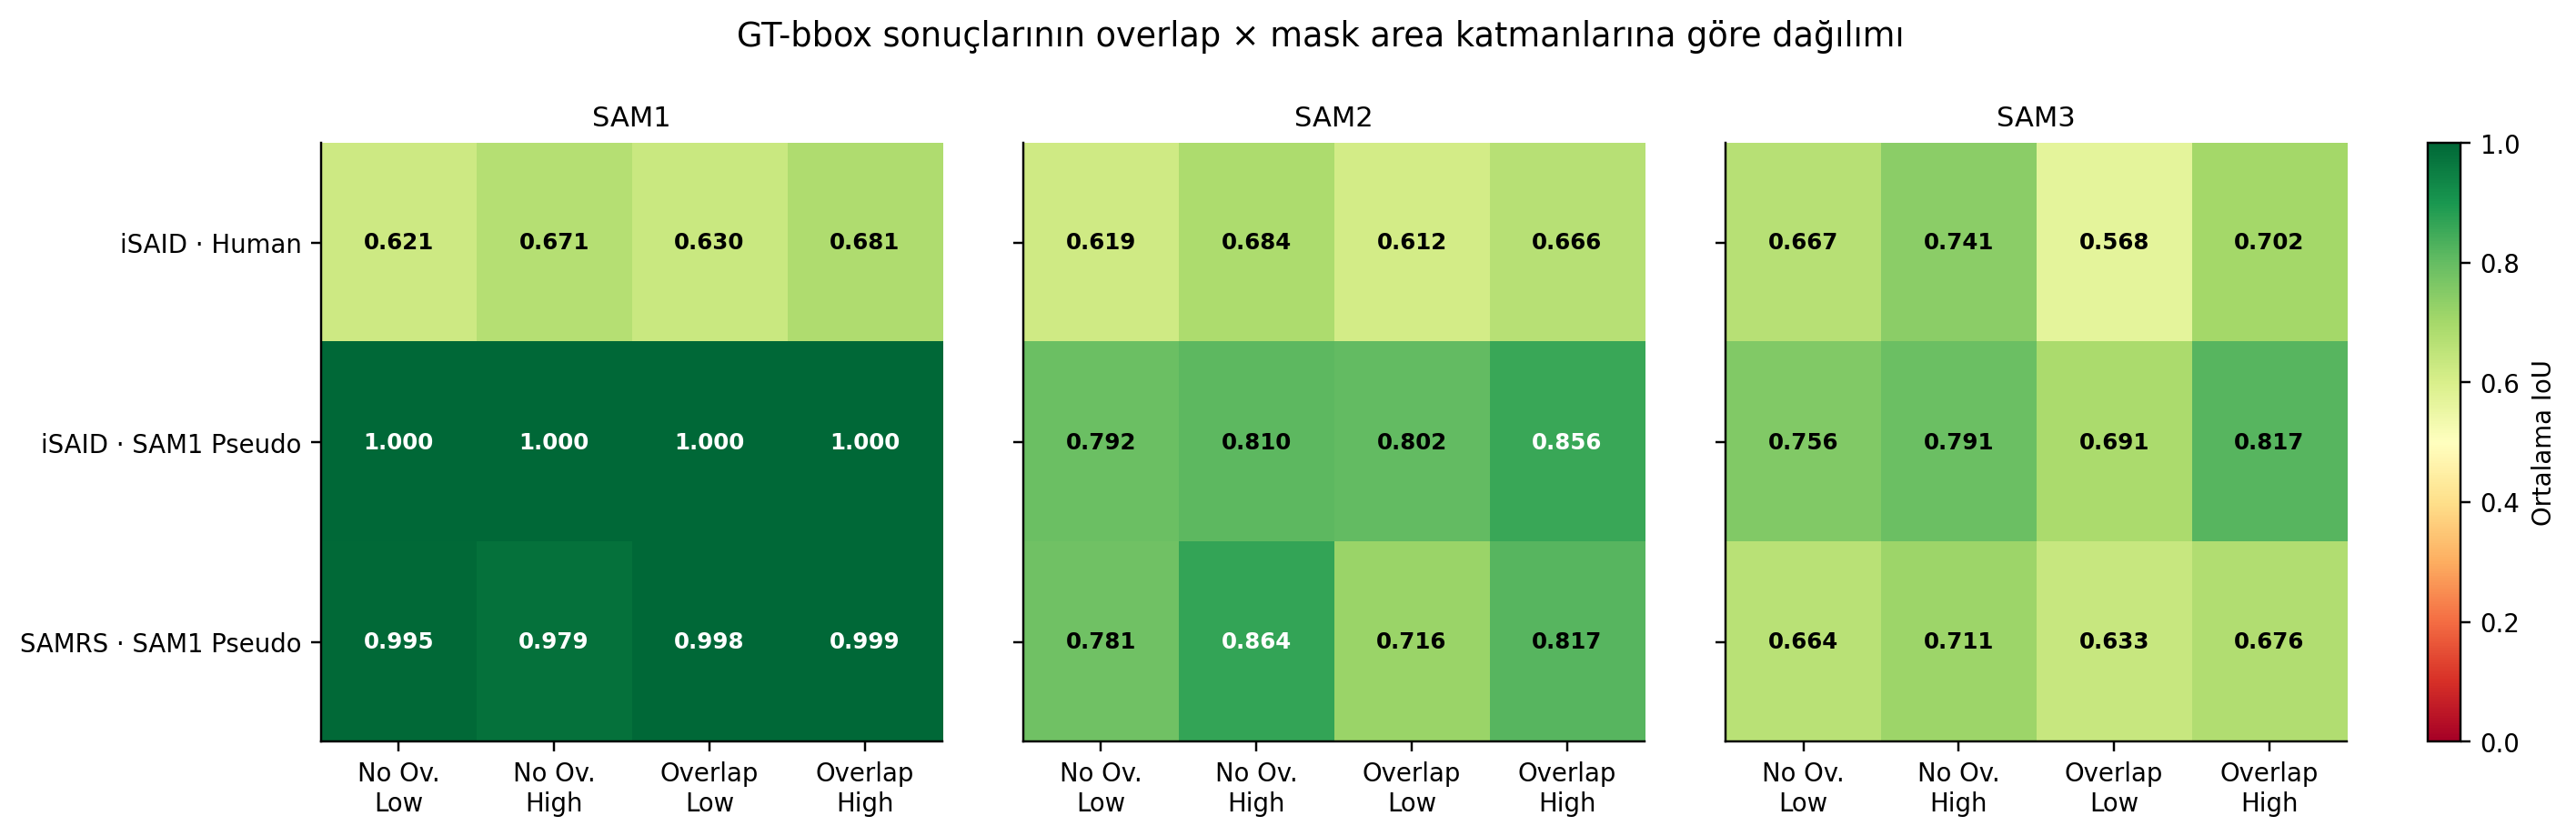 GT-bbox sonuçlarının overlap × mask area katmanlarına göre dağılımı
SAM1 SAM2 SAM3
iSAID · Human 0.621 0.671 0.630 0.681 0.619 0.684 0.612 0.666 0.667 0.741 0.568 0.702
iSAID · SAM1 Pseudo 1.000 1.000 1.000 1.000 0.792 0.810 0.802 0.856 0.756 0.791 0.691 0.817
SAMRS · SAM1 Pseudo 0.995 0.979 0.998 0.999 0.781 0.864 0.716 0.817 0.664 0.711 0.633 0.676
No Ov. No Ov. Overlap Overlap No Ov. No Ov. Overlap Overlap No Ov. No Ov. Overlap Overlap
Low High Low High Low High Low High Low High Low High
1.0
0.8
0.6
0.4
0.2
0.0
Ortalama IoU